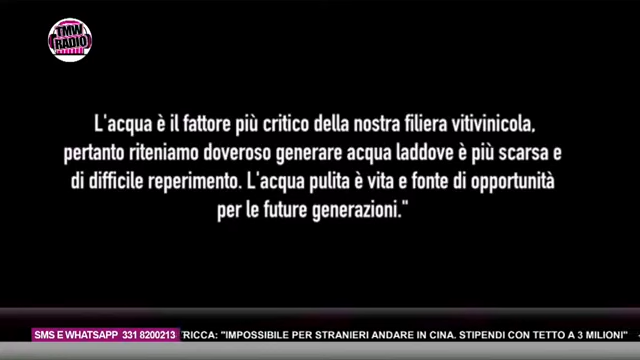 TMW
RADIO
L'acqua è il fattore più critico della nostra filiera vitivinicola,
pertanto riteniamo doveroso generare acqua laddove è più scarsa e
di difficile reperimento. L'acqua pulita è vita e fonte di opportunità
per le future generazioni."
SMS E WHATSAPP 331 8200213 TRICCA: "IMPOSSIBILE PER STRANIERI ANDARE IN CINA. STIPENDI CON TETTO A 3 MILIONI"